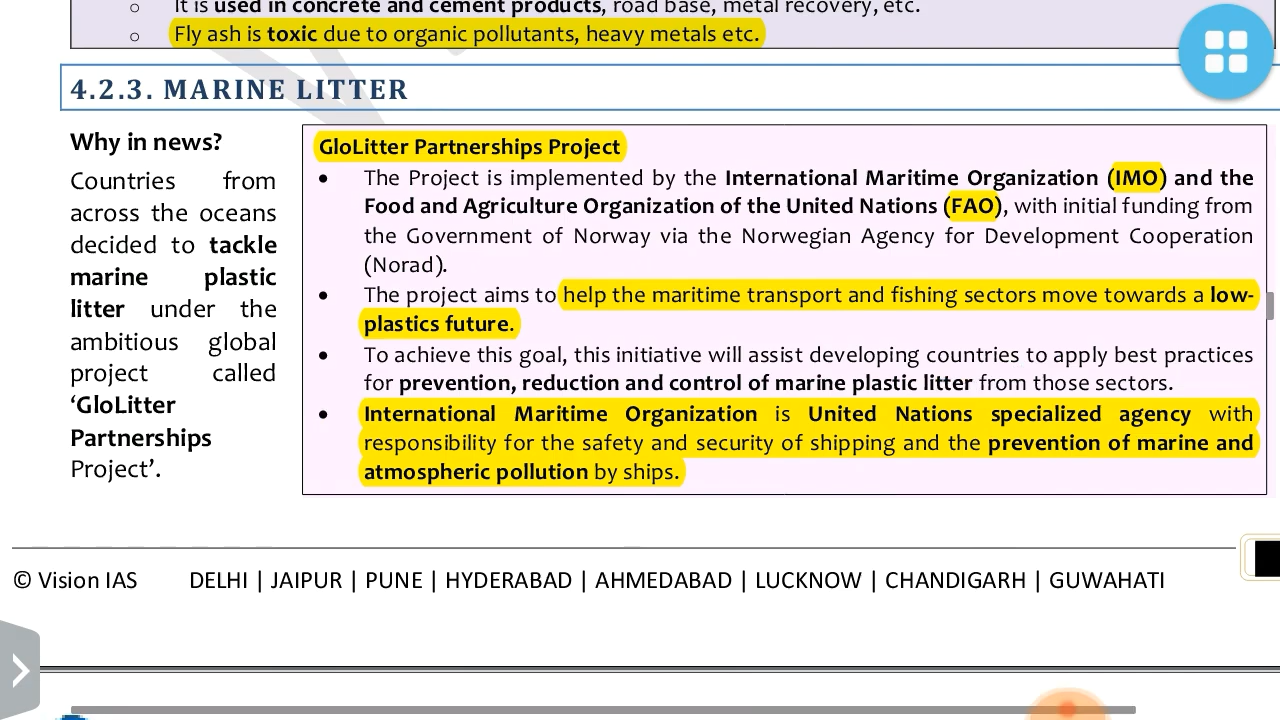 o It is used in concrete and cement products, road base, metal recovery, etc.
o Fly ash is toxic due to organic pollutants, heavy metals etc.
4.2.3. MARINE LITTER
Why in news?
Countries from
across the oceans
decided to tackle
marine plastic
litter under the
ambitious global
project called
‘GloLitter
Partnerships
Project’.
GloLitter Partnerships Project
• The Project is implemented by the International Maritime Organization (IMO) and the
Food and Agriculture Organization of the United Nations (FAO), with initial funding from
the Government of Norway via the Norwegian Agency for Development Cooperation
(Norad).
• The project aims to help the maritime transport and fishing sectors move towards a low-
plastics future.
• To achieve this goal, this initiative will assist developing countries to apply best practices
for prevention, reduction and control of marine plastic litter from those sectors.
• International Maritime Organization is United Nations specialized agency with
responsibility for the safety and security of shipping and the prevention of marine and
atmospheric pollution by ships.
© Vision IAS DELHI | JAIPUR | PUNE | HYDERABAD | AHMEDABAD | LUCKNOW | CHANDIGARH | GUWAHATI